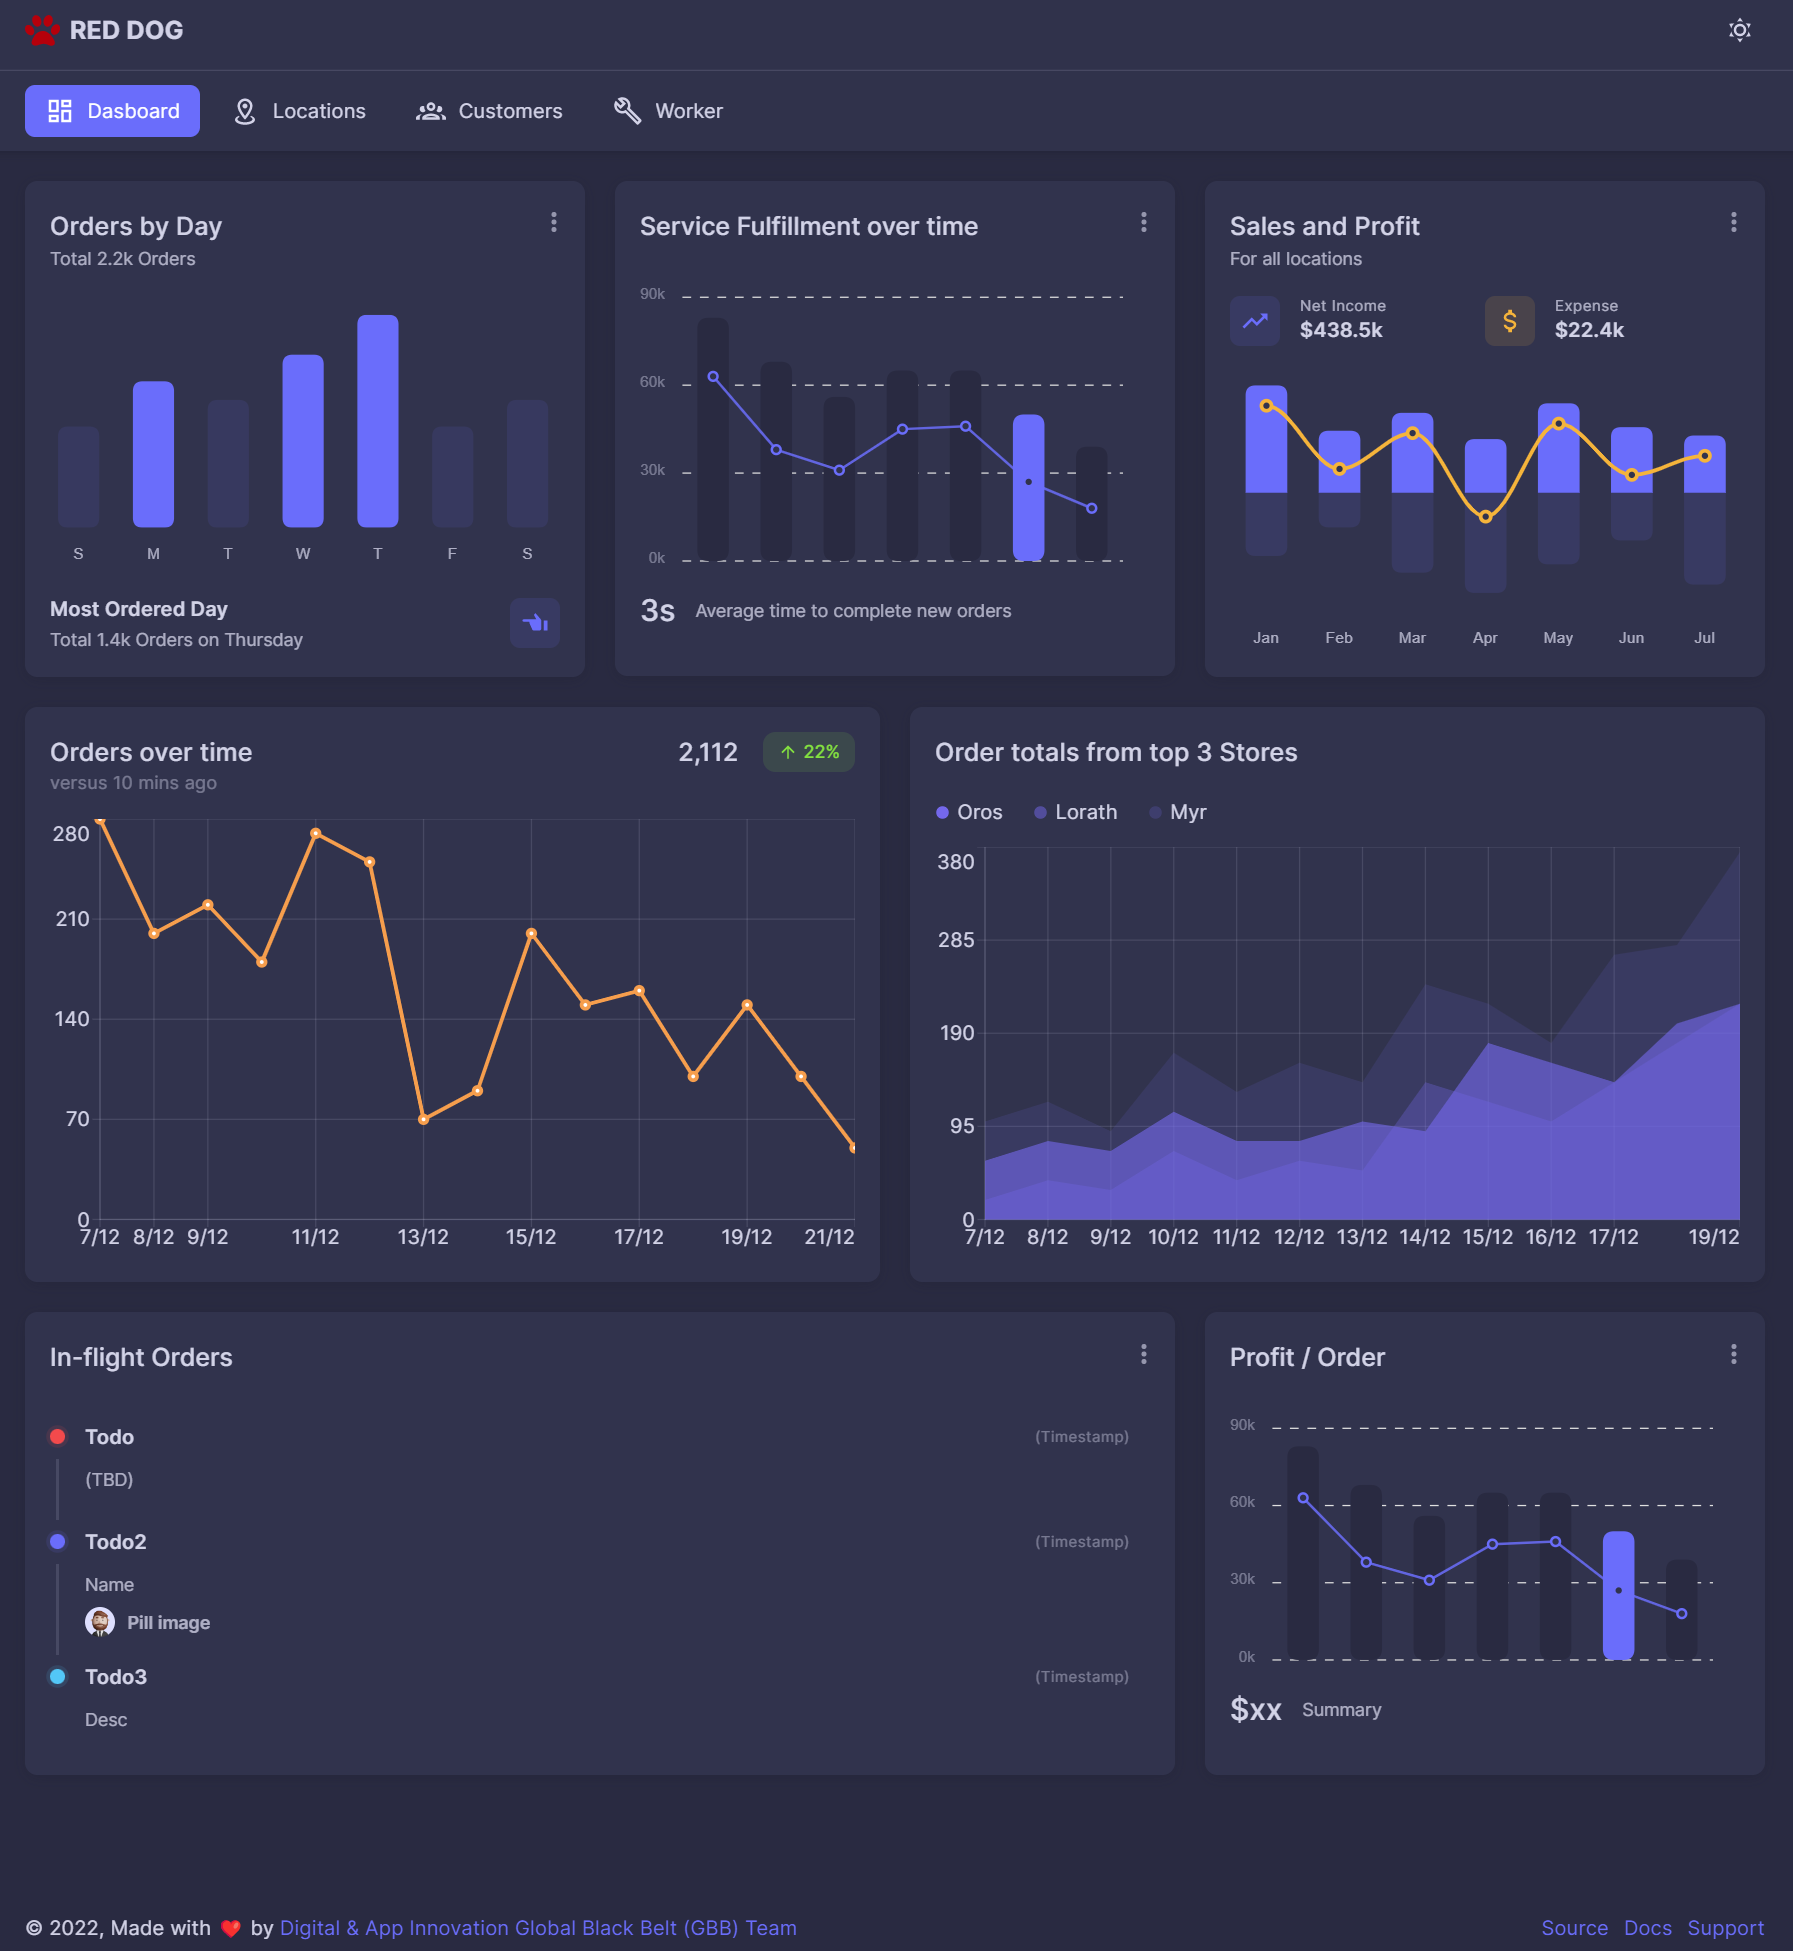 RED DOG
Dasboard Locations Customers Worker
Orders by Day
Total 2.2k Orders
S M T W T F S
Most Ordered Day
Total 1.4k Orders on Thursday
Service Fulfillment over time
90k
60k
30k
0k
3s Average time to complete new orders
Sales and Profit
For all locations
Net Income
$438.5k
Expense
$22.4k
Jan Feb Mar Apr May Jun Jul
Orders over time
versus 10 mins ago
2,112 22%
280
210
140
70
0
7/12 8/12 9/12 11/12 13/12 15/12 17/12 19/12 21/12
Order totals from top 3 Stores
Oros Lorath Myr
380
285
190
95
0
7/12 8/12 9/12 10/12 11/12 12/12 13/12 14/12 15/12 16/12 17/12 19/12
In-flight Orders
Todo (Timestamp)
(TBD)
Todo2 (Timestamp)
Name
Pill image
Todo3 (Timestamp)
Desc
Profit / Order
90k
60k
30k
0k
$xx Summary
© 2022, Made with ❤️ by Digital & App Innovation Global Black Belt (GBB) Team
Source Docs Support